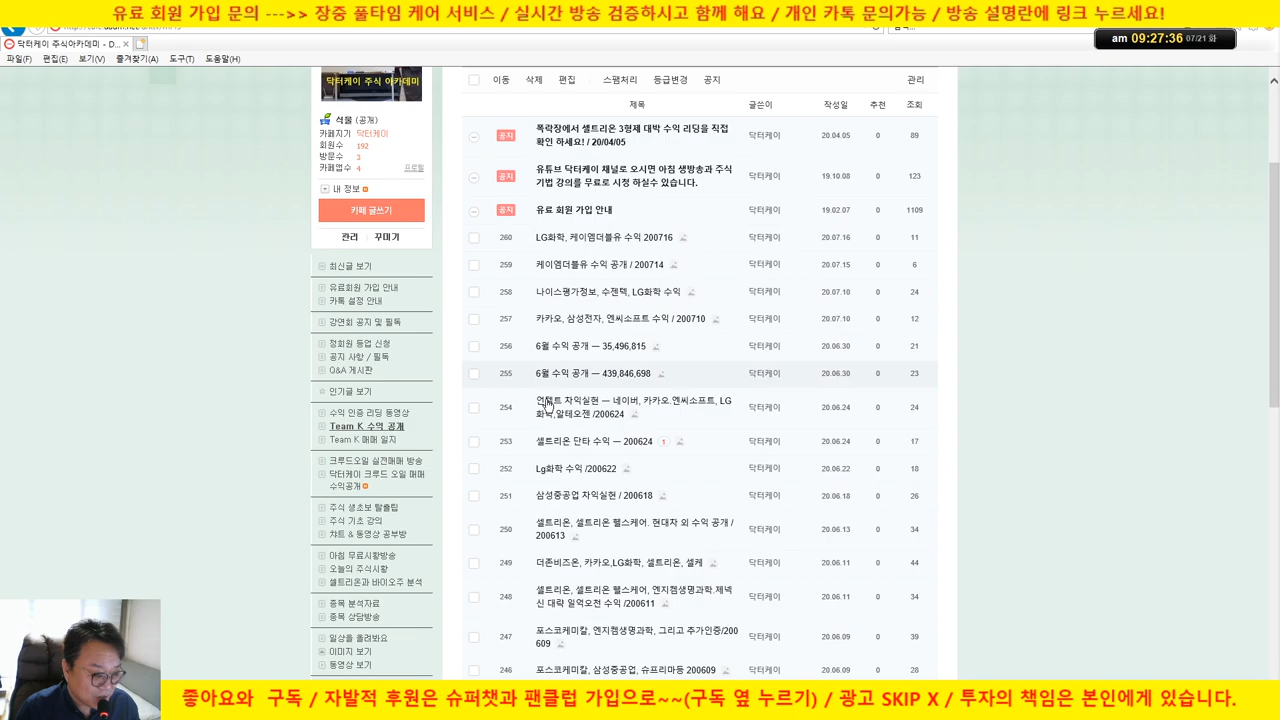 유료 회원 가입 문의 --->> 장중 풀타임 케어 서비스 / 실시간 방송 검증하시고 함께 해요 / 개인 카톡 문의가능 / 방송 설명란에 링크 누르세요!
am 09:27:36 07/21 화
닥터케이 주식아카데미 - D...
파일(F) 편집(E) 보기(V) 즐겨찾기(A) 도구(T) 도움말(H)
닥터케이 주식 아카데미
석물 (공개)
카페지기 닥터케이
회원수 192
방문수 3
카페앱수 4 프로필
내 정보
카페 글쓰기
관리 꾸미기
최신글 보기
유료회원 가입 안내
카톡 설정 안내
강연회 공지 및 필독
정회원 등업 신청
공지 사항 / 필독
Q&A 게시판
인기글 보기
수익 인증 리딩 동영상
Team K 수익 공개
Team K 매매 일지
크루드오일 실전매매 방송
닥터케이 크루드 오일 매매
수익공개
주식 생초보 탈출팁
주식 기초 강의
챠트 & 동영상 공부방
아침 무료시황방송
오늘의 주식시황
셀트리온과 바이오주 분석
종목 분석자료
종목 상담방송
일상을 올려봐요
이미지 보기
동영상 보기
이동 삭제 편집 스팸처리 등급변경 공지 관리
제목 글쓴이 작성일 추천 조회
공지 폭락장에서 셀트리온 3형제 대박 수익 리딩을 직접
확인 하세요! / 20/04/05 닥터케이 20.04.05 0 89
공지 유튜브 닥터케이 채널로 오시면 아침 생방송과 주식
기법 강의를 무료로 시청 하실수 있습니다. 닥터케이 19.10.08 0 123
공지 유료 회원 가입 안내 닥터케이 19.02.07 0 1109
260 LG화학, 케이엠더블유 수익 200716 닥터케이 20.07.16 0 11
259 케이엠더블유 수익 공개 / 200714 닥터케이 20.07.15 0 6
258 나이스평가정보, 수젠텍, LG화학 수익 닥터케이 20.07.10 0 24
257 카카오, 삼성전자, 엔씨소프트 수익 / 200710 닥터케이 20.07.10 0 12
256 6월 수익 공개 ㅡ 35,496,815 닥터케이 20.06.30 0 21
255 6월 수익 공개 ㅡ 439,846,698 닥터케이 20.06.30 0 23
254 언택트 차익실현 ㅡ 네이버, 카카오.엔씨소프트, LG
화학,알테오젠 /200624 닥터케이 20.06.24 0 24
253 셀트리온 단타 수익 ㅡ 200624 1 닥터케이 20.06.24 0 17
252 Lg화학 수익 /200622 닥터케이 20.06.22 0 18
251 삼성중공업 차익실현 / 200618 닥터케이 20.06.18 0 26
250 셀트리온, 셀트리온 헬스케어. 현대차 외 수익 공개 /
200613 닥터케이 20.06.13 0 34
249 더존비즈온, 카카오,LG화학, 셀트리온, 셀케 닥터케이 20.06.11 0 44
248 셀트리온, 셀트리온 헬스케어, 엔지켐생명과학.제넥
신 대략 일억오천 수익 /200611 닥터케이 20.06.11 0 34
247 포스코케미칼, 엔지켐생명과학, 그리고 추가인증/200
609 닥터케이 20.06.09 0 39
246 포스코케미칼, 삼성중공업, 슈프리마등 200609 닥터케이 20.06.09 0 28
좋아요와 구독 / 자발적 후원은 슈퍼챗과 팬클럽 가입으로~~(구독 옆 누르기) / 광고 SKIP X / 투자의 책임은 본인에게 있습니다.